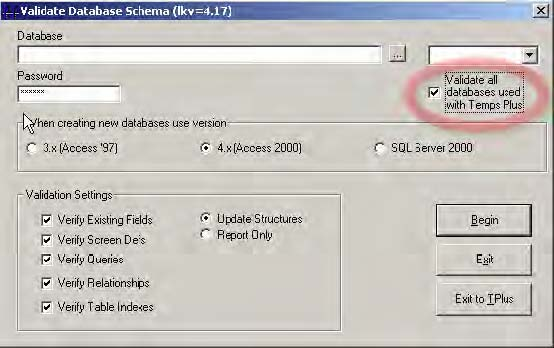 Validate Database Schema (lkv=4.17)
Database
...
Password
******
Validate all
databases used
with Temps Plus
When creating new databases use version
3.x (Access '97)
4.x (Access 2000)
SQL Server 2000
Validation Settings
Verify Existing Fields
Verify Screen Defs
Verify Queries
Verify Relationships
Verify Table Indexes
Update Structures
Report Only
Begin
Exit
Exit to TPlus